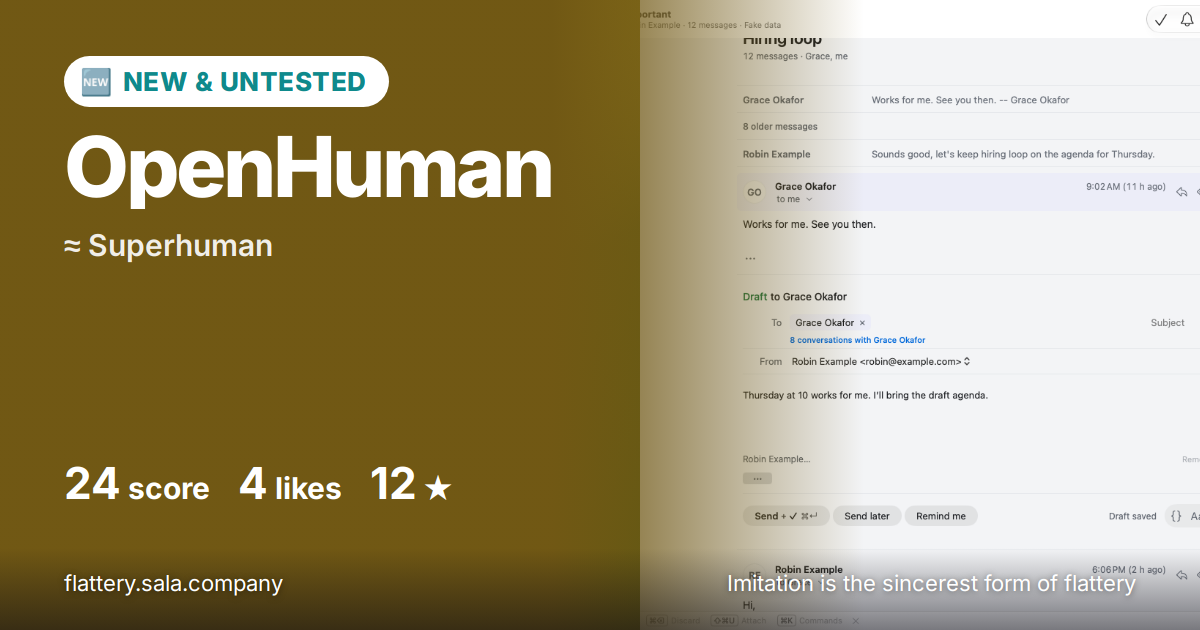 NEW NEW & UNTESTED
OpenHuman
≈ Superhuman
24 score 4 likes 12 ★
flattery.sala.company
ortant
Example · 12 messages · Fake data
Hiring loop
12 messages · Grace, me
Grace Okafor Works for me. See you then. -- Grace Okafor
8 older messages
Robin Example Sounds good, let's keep hiring loop on the agenda for Thursday.
GO Grace Okafor 9:02 AM (11 h ago)
to me
Works for me. See you then.
...
Draft to Grace Okafor
To Grace Okafor × Subject
8 conversations with Grace Okafor
From Robin Example <robin@example.com>
Thursday at 10 works for me. I'll bring the draft agenda.
Robin Example... Rem
...
Send + ✓ ⌘↵ Send later Remind me Draft saved {} Aa
RE Robin Example 6:06 PM (2 h ago)
Imitation is the sincerest form of flattery
Hi,
Discard ⇧⌘U Attach ⌘K Commands ×